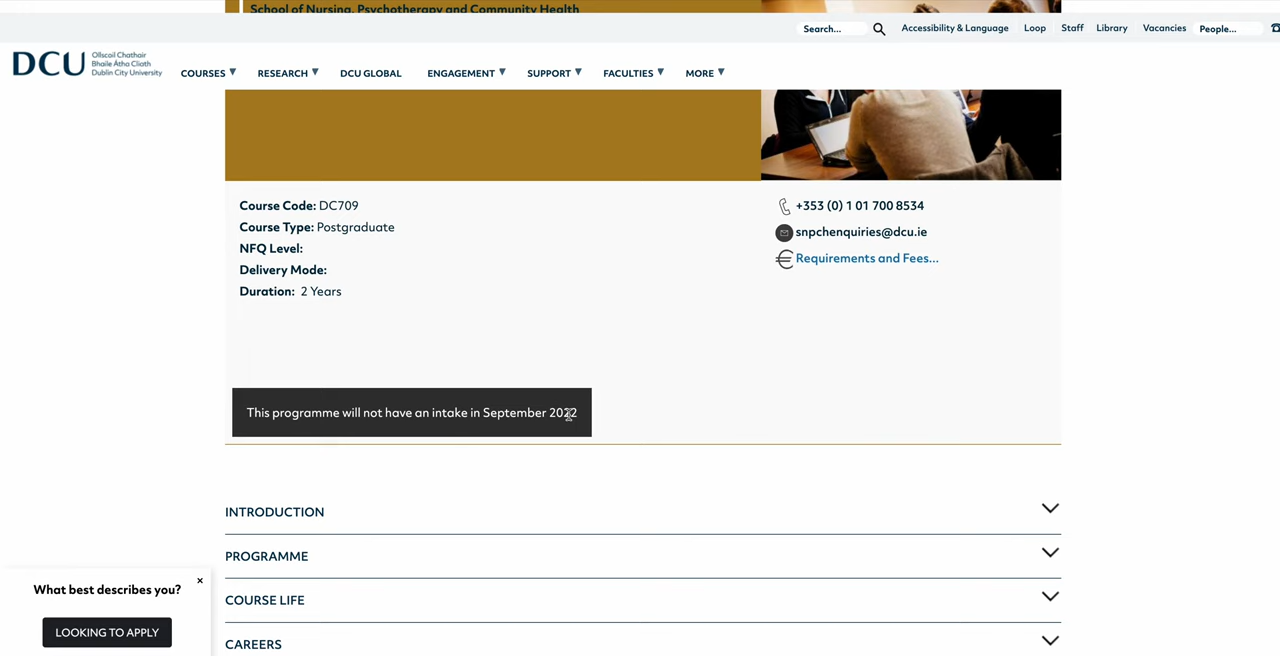 School of Nursing, Psychotherapy and Community Health
Search...
Accessibility & Language
Loop
Staff
Library
Vacancies
People...
DCU
Ollscoil Chathair
Bhaile Átha Cliath
Dublin City University
COURSES
RESEARCH
DCU GLOBAL
ENGAGEMENT
SUPPORT
FACULTIES
MORE
Course Code: DC709
Course Type: Postgraduate
NFQ Level:
Delivery Mode:
Duration: 2 Years
+353 (0) 1 01 700 8534
snpchenquiries@dcu.ie
Requirements and Fees...
This programme will not have an intake in September 2022
INTRODUCTION
PROGRAMME
COURSE LIFE
CAREERS
What best describes you?
×
LOOKING TO APPLY